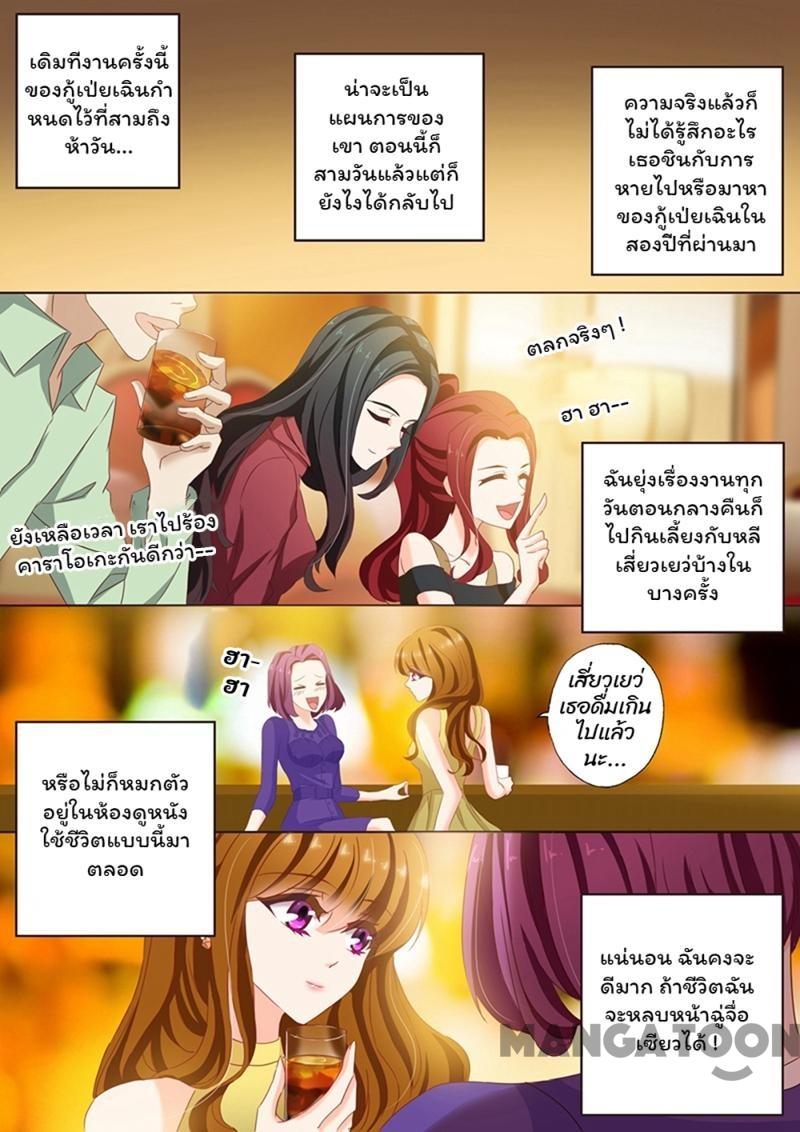 เดิมทีงานครั้งนี้
ของกู้เป่ยเฉินกำ
หนดไว้ที่สามถึง
ห้าวัน...
น่าจะเป็น
แผนการของ
เขา ตอนนี้ก็
สามวันแล้วแต่ก็
ยังไงได้กลับไป
ความจริงแล้วก็
ไม่ได้รู้สึกอะไร
เธอชินกับการ
หายไปหรือมาหา
ของกู้เป่ยเฉินใน
สองปีที่ผ่านมา
ตลกจริงๆ !
ฮา ฮา--
ยังเหลือเวลา เราไปร้อง
คาราโอเกะกันดีกว่า--
ฉันยุ่งเรื่องงานทุก
วันตอนกลางคืนก็
ไปกินเลี้ยงกับหลี
เสี่ยวเยว่บ้างใน
บางครั้ง
ฮา-
ฮา
เสี่ยวเยว่
เธอดื่มเกิน
ไปแล้ว
นะ...
หรือไม่ก็หมกตัว
อยู่ในห้องดูหนัง
ใช้ชีวิตแบบนี้มา
ตลอด
แน่นอน ฉันคงจะ
ดีมาก ถ้าชีวิตฉัน
จะหลบหน้าฉู่จื่อ
เซียวได้ !
MANGATOON